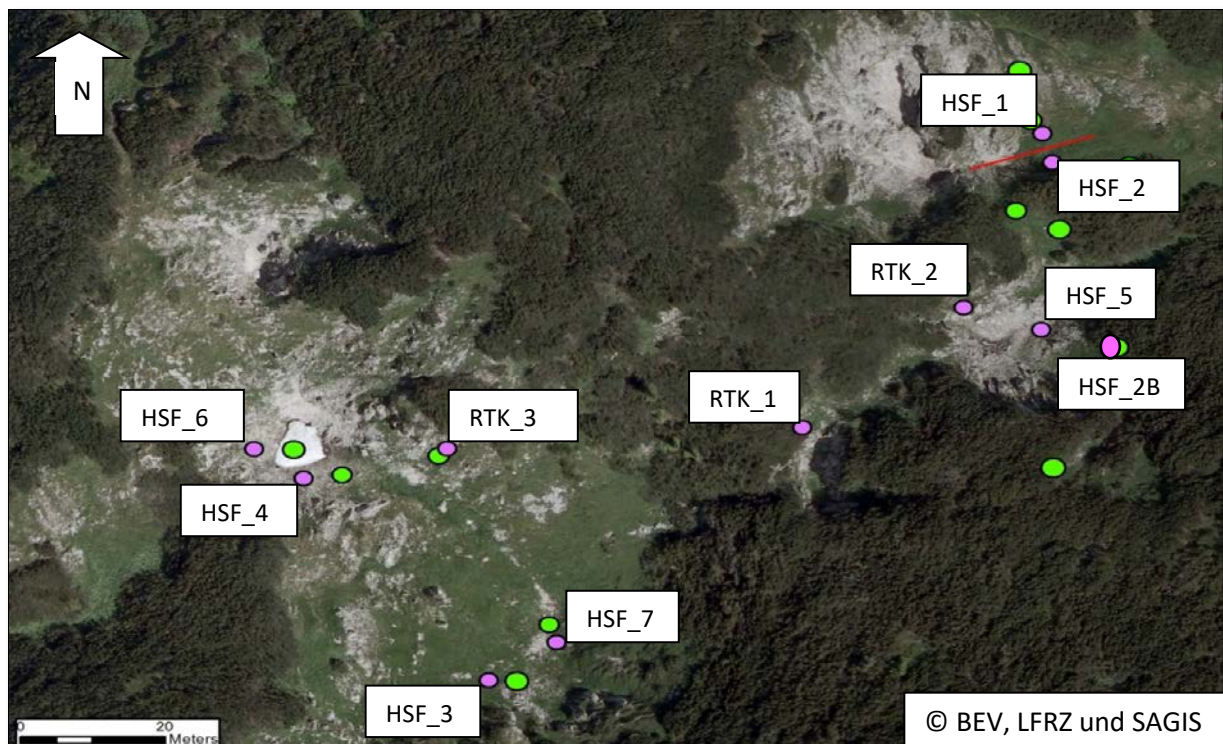 N
HSF_1
HSF_2
RTK_2
HSF_5
HSF_2B
RTK_1
HSF_6
RTK_3
HSF_4
HSF_7
HSF_3
0 20
Meters
© BEV, LFRZ und SAGIS